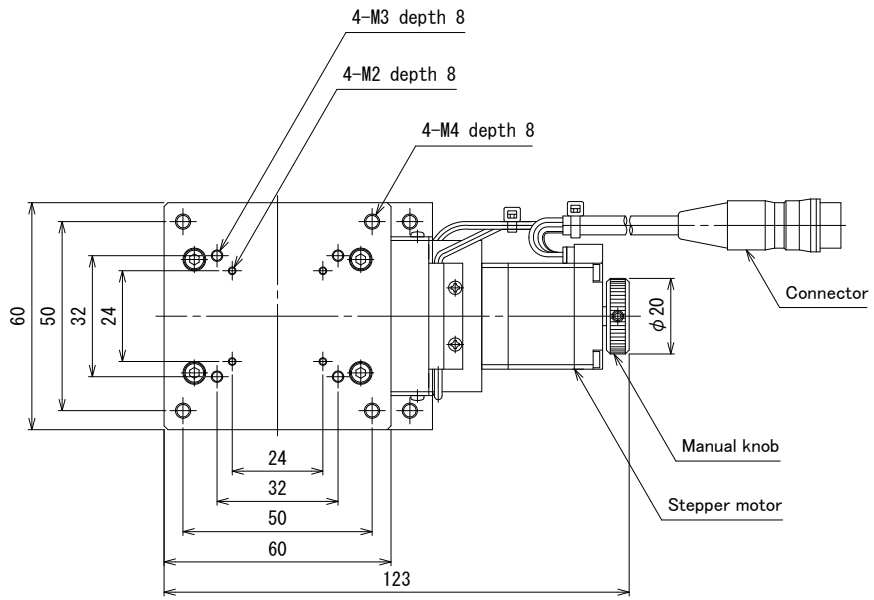 4-M3 depth 8
4-M2 depth 8
4-M4 depth 8
Connector
60
50
32
24
φ20
Manual knob
24
32
Stepper motor
50
60
123